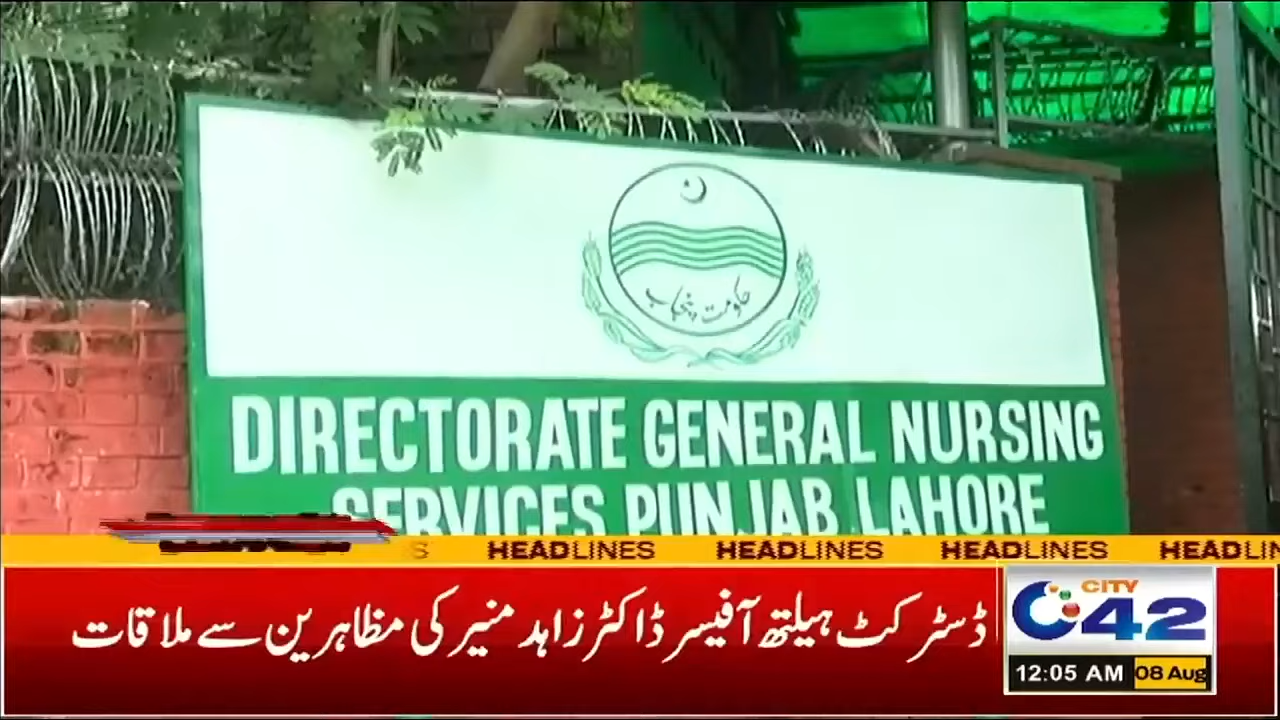 حکومت پنجاب
DIRECTORATE GENERAL NURSING
SERVICES PUNJAB, LAHORE
HEADLINES HEADLINES HEADLINES
ڈسٹرکٹ ہیلتھ آفیسر ڈاکٹر زاہد منیر کی مظاہرین سے ملاقات
CITY
42
12:05 AM 08 Aug